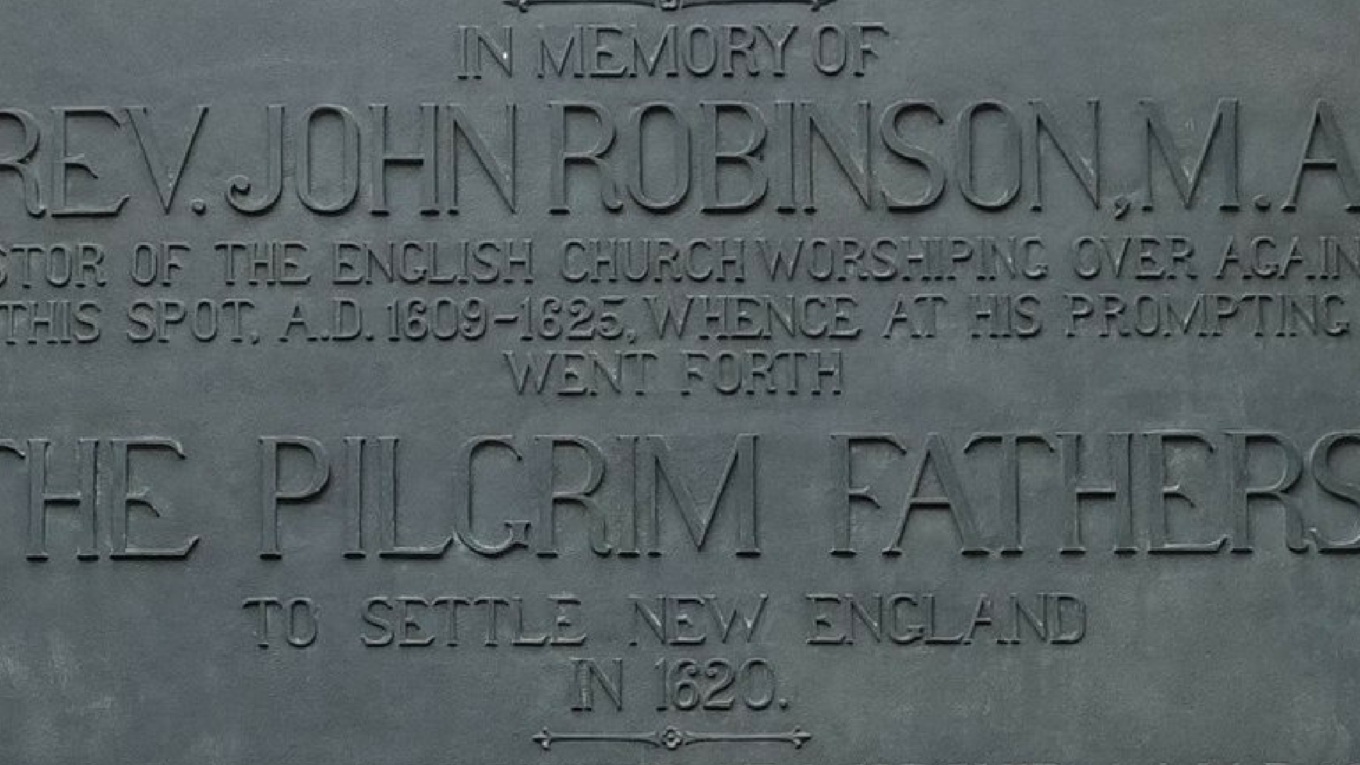 IN MEMORY OF
REV. JOHN ROBINSON, M.A
STOR OF THE ENGLISH CHURCH WORSHIPING OVER AGAIN
THIS SPOT, A.D. 1609-1625, WHENCE AT HIS PROMPTING
WENT FORTH
THE PILGRIM FATHERS
TO SETTLE NEW ENGLAND
IN 1620.